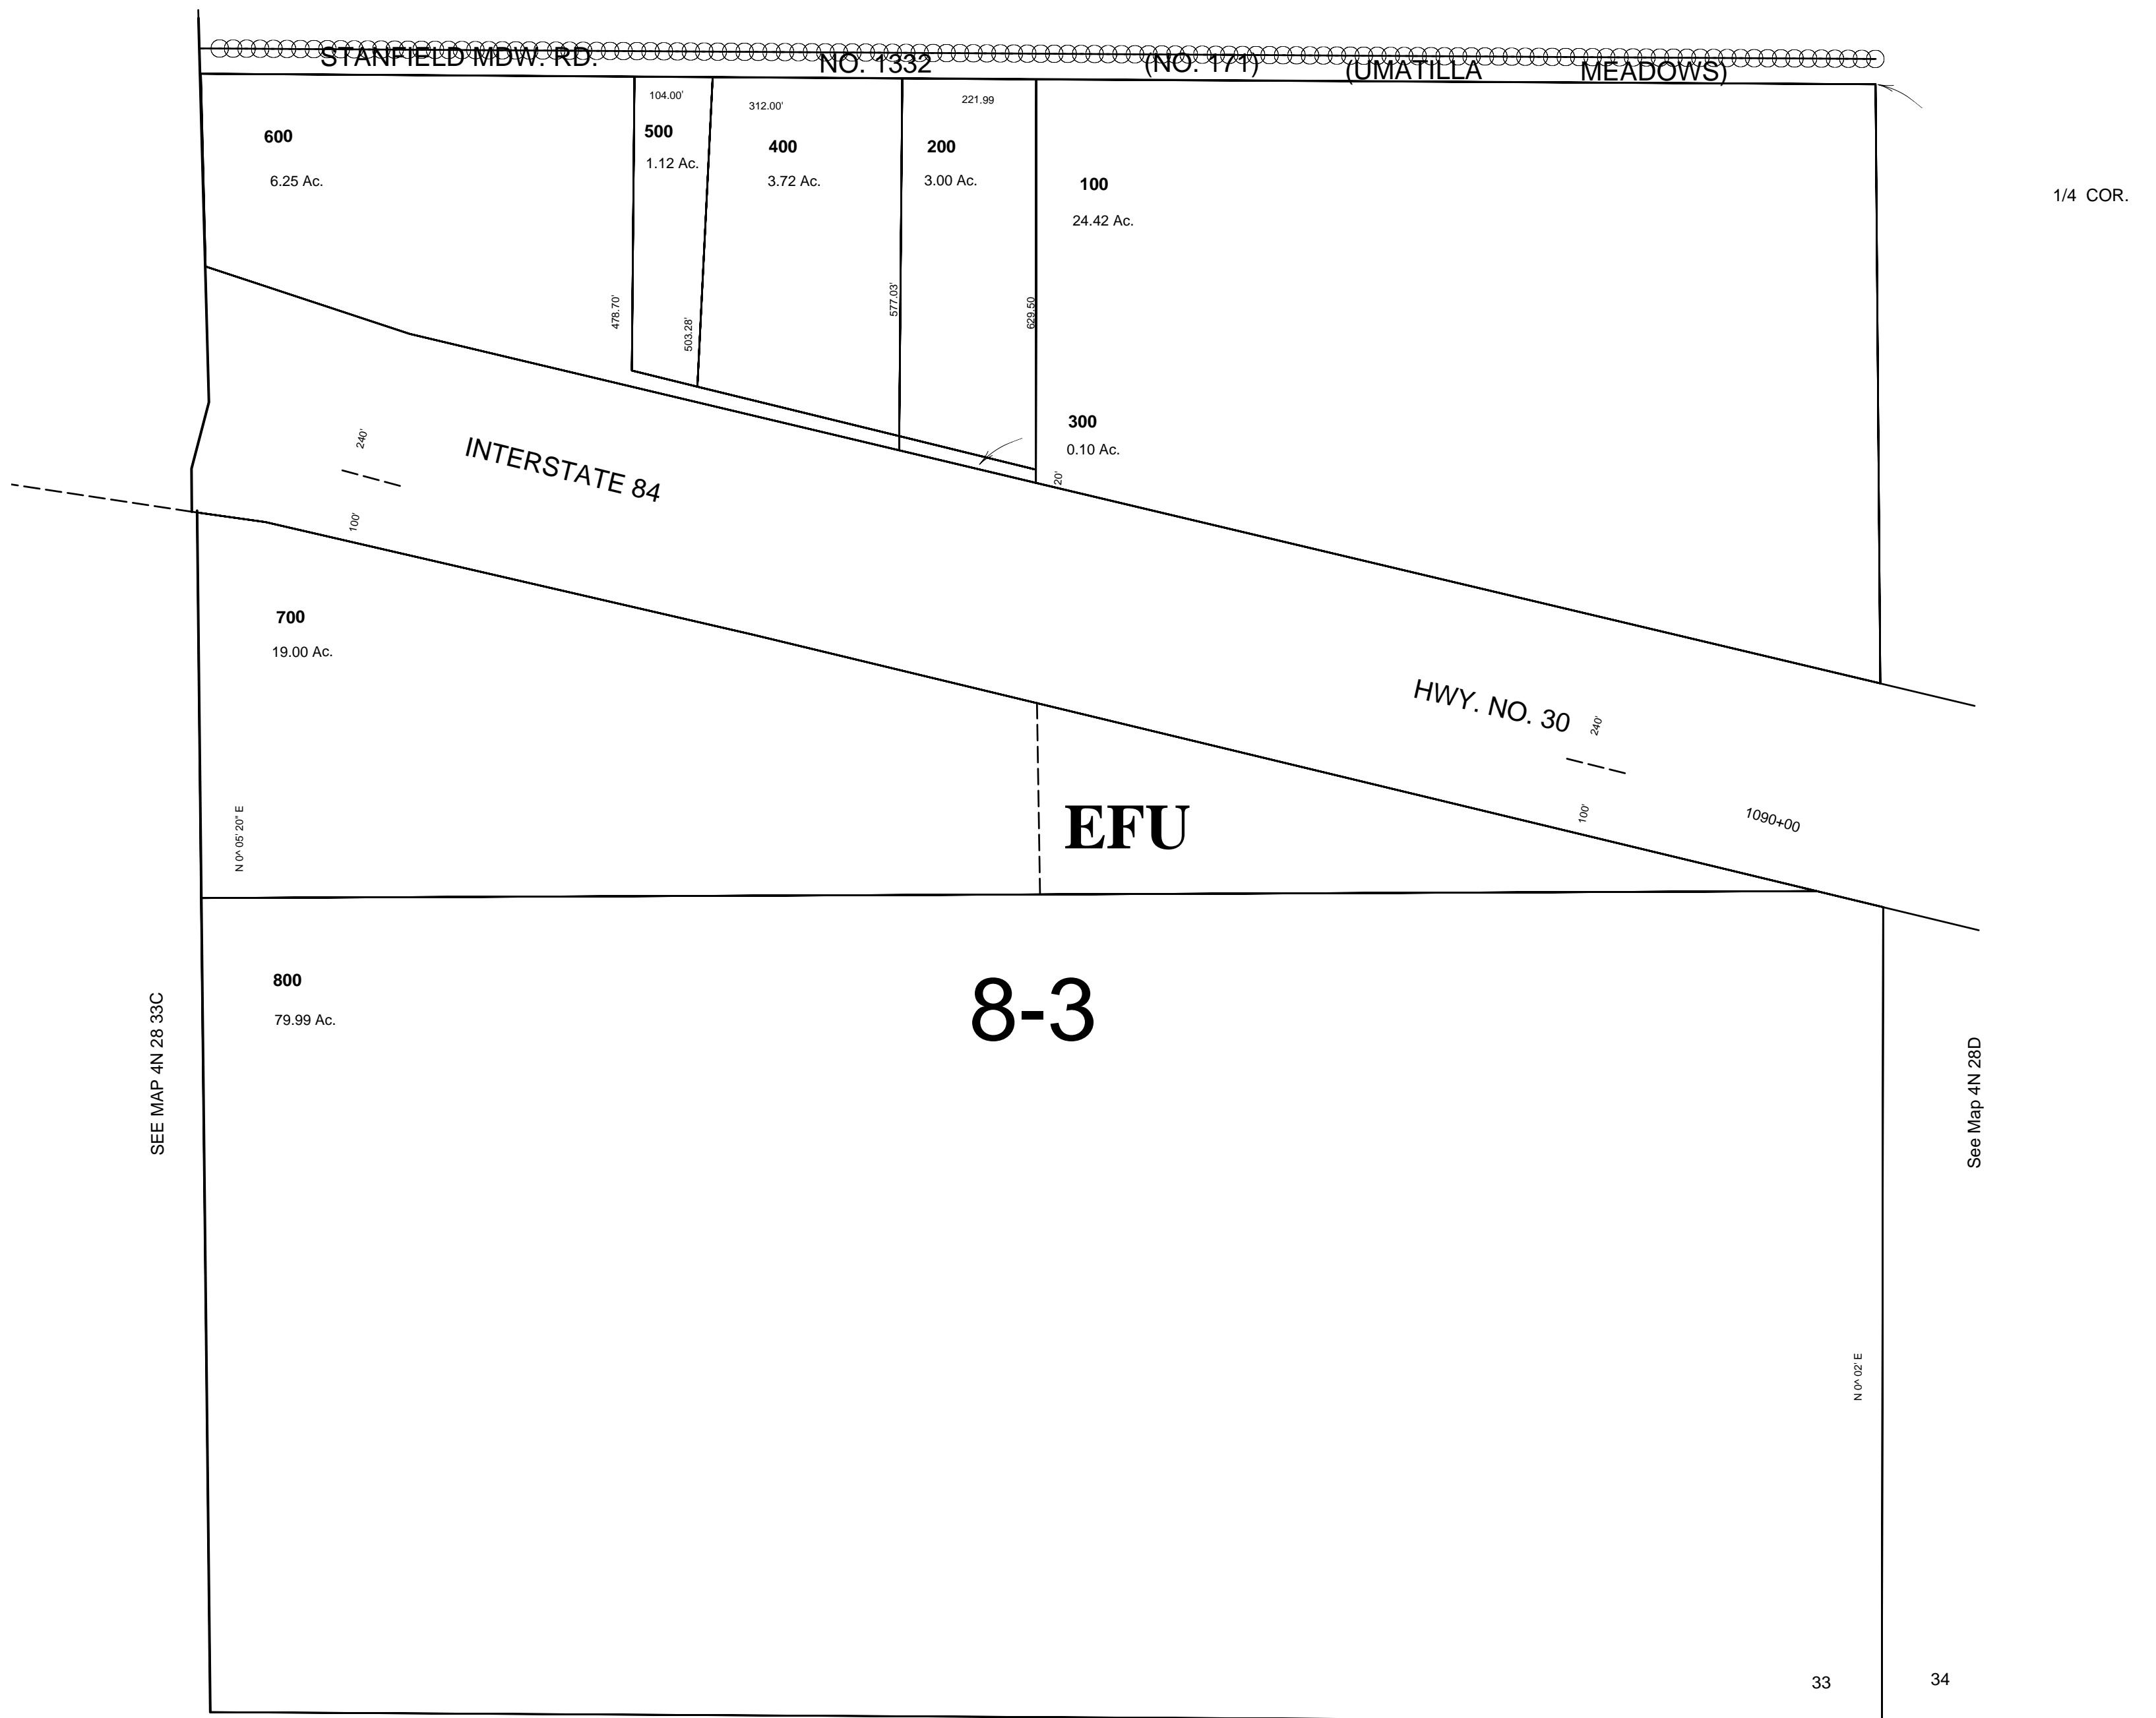 STANFIELD MDW. RD. NO. 1332 (NO. 171) (UMATILLA MEADOWS)
104.00'
312.00'
221.99
600
6.25 Ac.
500
1.12 Ac.
400
3.72 Ac.
200
3.00 Ac.
100
24.42 Ac.
1/4 COR.
478.70'
503.28'
577.03'
629.50
300
0.10 Ac.
20'
240'
100'
INTERSTATE 84
700
19.00 Ac.
HWY. NO. 30
240'
100'
1090+00
N 0^ 05' 20" E
EFU
800
79.99 Ac.
8-3
SEE MAP 4N 28 33C
See Map 4N 28D
N 0^ 02' E
33
34